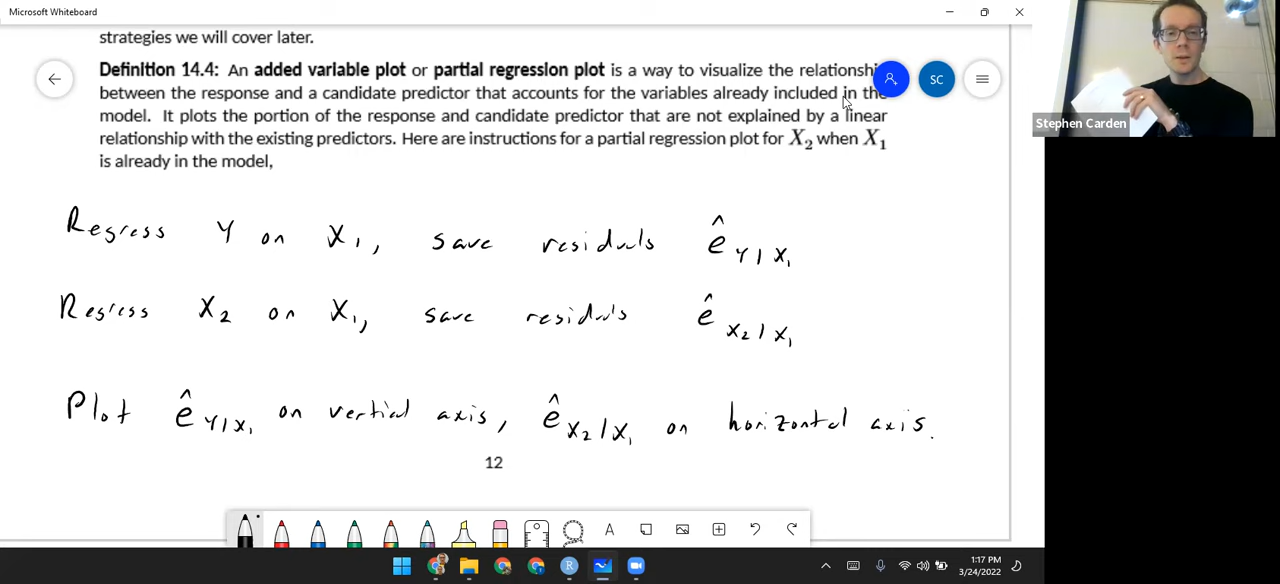 Microsoft Whiteboard
strategies we will cover later.
Definition 14.4: An added variable plot or partial regression plot is a way to visualize the relationshi
between the response and a candidate predictor that accounts for the variables already included in the
model. It plots the portion of the response and candidate predictor that are not explained by a linear
relationship with the existing predictors. Here are instructions for a partial regression plot for X₂ when X₁
is already in the model,
SC
Stephen Carden
Regress Y on X₁, save residuals ê Y|X₁
Regress X₂ on X₁, save residuals ê X₂|X₁
Plot ê Y|X₁ on vertial axis, ê X₂|X₁ on horizontal axis.
12
A
1:17 PM
3/24/2022